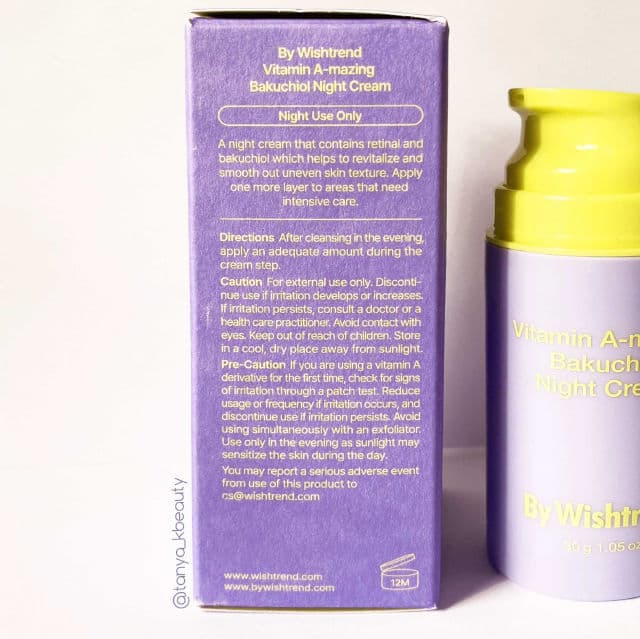 By Wishtrend
Vitamin A-mazing
Bakuchiol Night Cream
Night Use Only
A night cream that contains retinal and
bakuchiol which helps to revitalize and
smooth out uneven skin texture. Apply
one more layer to areas that need
intensive care.
Directions After cleansing in the evening,
apply an adequate amount during the
cream step.
Caution For external use only. Disconti-
nue use if irritation develops or increases.
If irritation persists, consult a doctor or a
health care practitioner. Avoid contact with
eyes. Keep out of reach of children. Store
in a cool, dry place away from sunlight.
Pre-Caution If you are using a vitamin A
derivative for the first time, check for signs
of irritation through a patch test. Reduce
usage or frequency if irritation occurs, and
discontinue use if irritation persists. Avoid
using simultaneously with an exfoliator.
Use only in the evening as sunlight may
sensitize the skin during the day.
You may report a serious adverse event
from use of this product to
cs@wishtrend.com
www.wishtrend.com
www.bywishtrend.com
12M
@tanya_kbeauty
Vitamin A-m
Bakuch
Night Cre
By Wishtre
30 g 1.05 oz